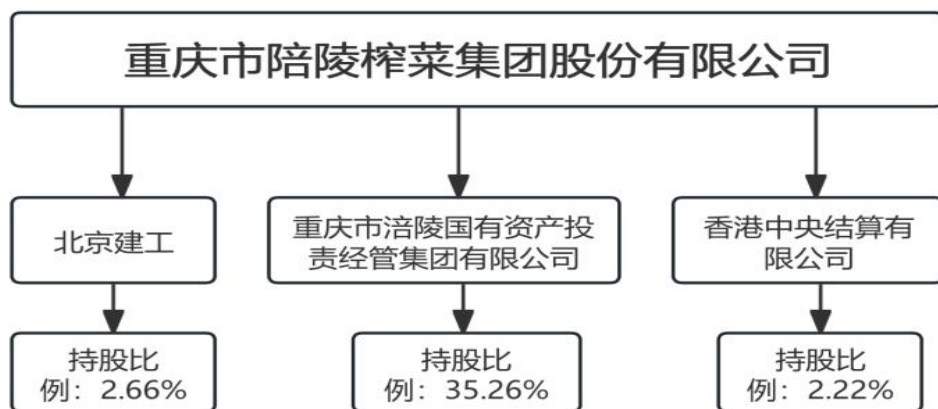 重庆市陪陵榨菜集团股份有限公司
北京建工
重庆市涪陵国有资产投
责经管集团有限公司
香港中央结算有
限公司
持股比
例：2.66%
持股比
例：35.26%
持股比
例：2.22%